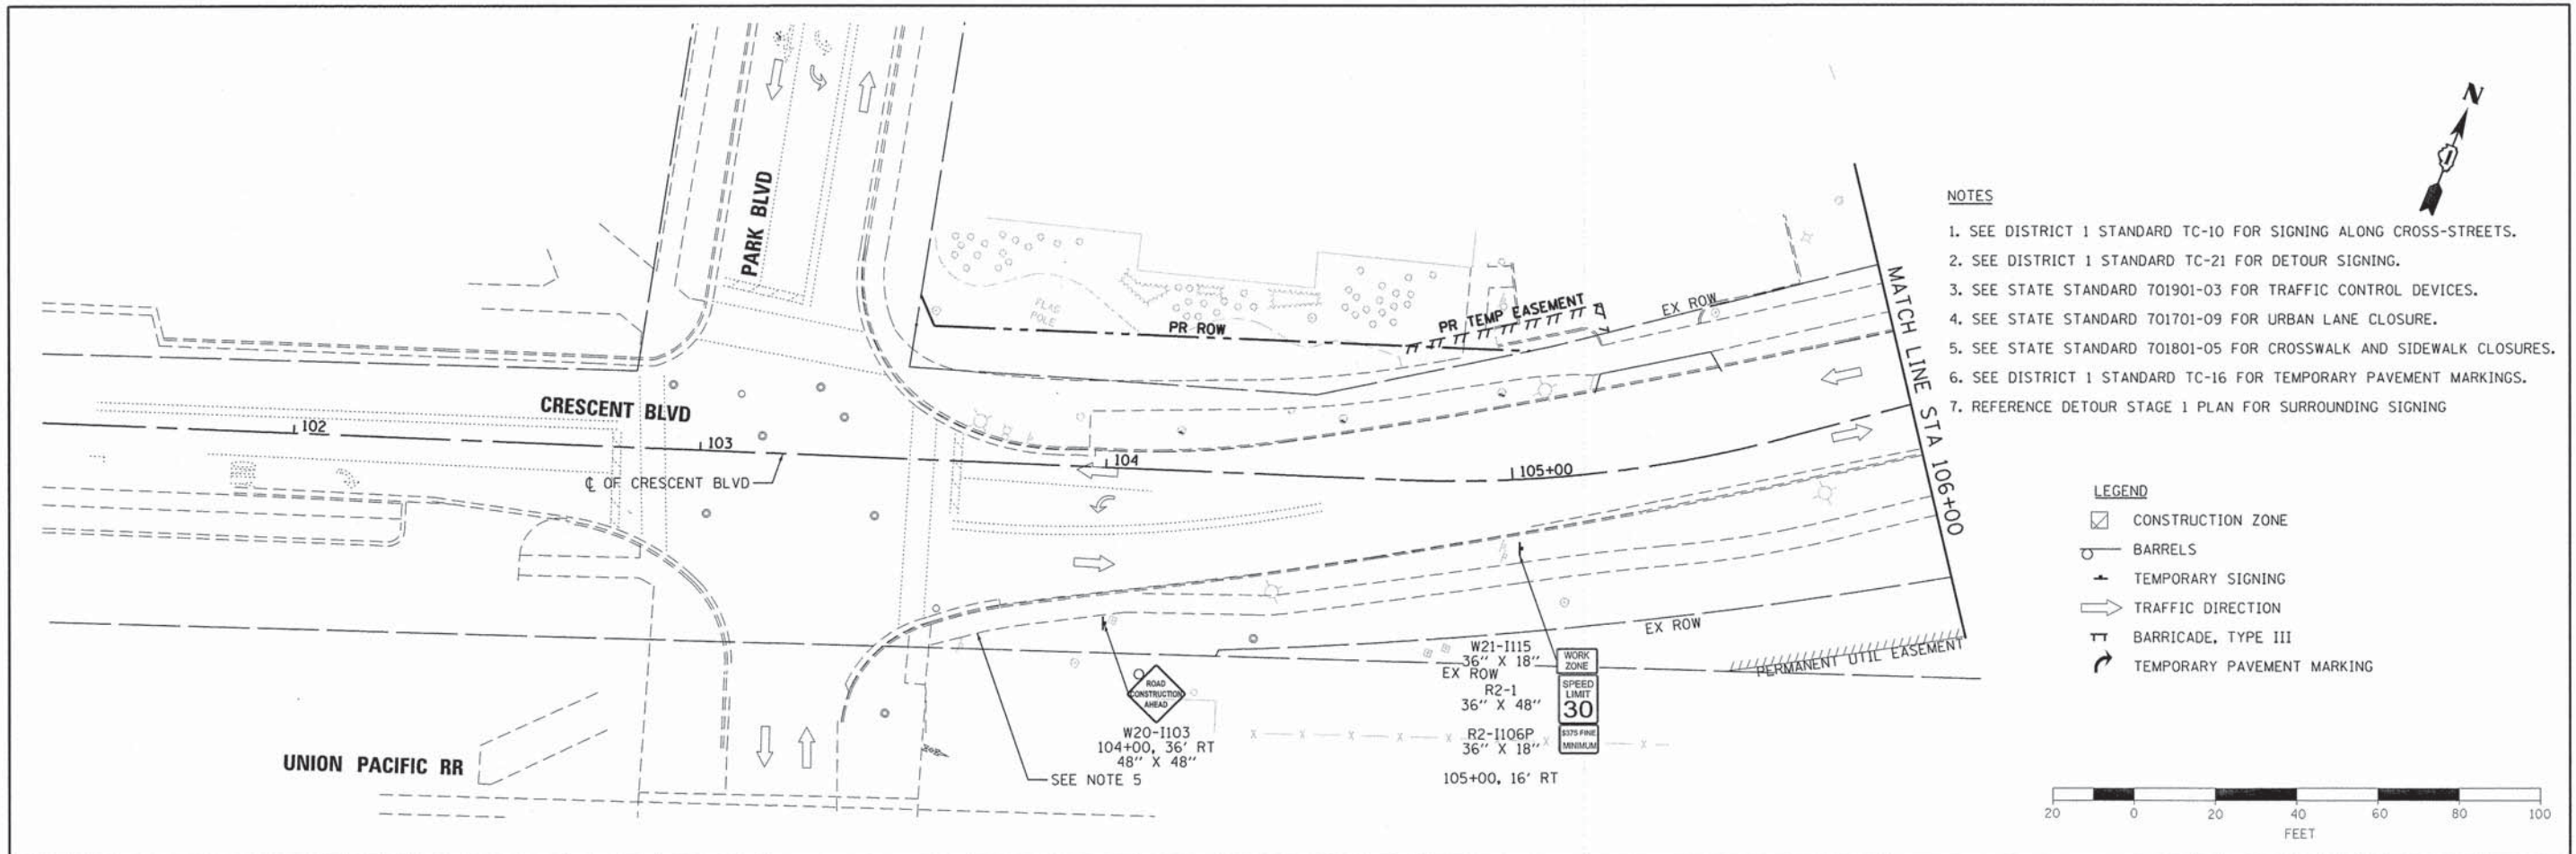 PARK BLVD
N
NOTES
1. SEE DISTRICT 1 STANDARD TC-10 FOR SIGNING ALONG CROSS-STREETS.
2. SEE DISTRICT 1 STANDARD TC-21 FOR DETOUR SIGNING.
3. SEE STATE STANDARD 701901-03 FOR TRAFFIC CONTROL DEVICES.
4. SEE STATE STANDARD 701701-09 FOR URBAN LANE CLOSURE.
5. SEE STATE STANDARD 701801-05 FOR CROSSWALK AND SIDEWALK CLOSURES.
6. SEE DISTRICT 1 STANDARD TC-16 FOR TEMPORARY PAVEMENT MARKINGS.
7. REFERENCE DETOUR STAGE 1 PLAN FOR SURROUNDING SIGNING
FLAG
POLE
PR ROW
PR TEMP EASEMENT
EX ROW
MATCH LINE STA 106+00
CRESCENT BLVD
102
103
104
105+00
℄ OF CRESCENT BLVD
LEGEND
CONSTRUCTION ZONE
BARRELS
TEMPORARY SIGNING
TRAFFIC DIRECTION
BARRICADE, TYPE III
TEMPORARY PAVEMENT MARKING
EX ROW
PERMANENT UTIL EASEMENT
ROAD
CONSTRUCTION
AHEAD
W20-I103
104+00, 36' RT
48" X 48"
SEE NOTE 5
W21-I115
36" X 18"
EX ROW
R2-1
36" X 48"
R2-I106P
36" X 18"
105+00, 16' RT
WORK
ZONE
SPEED
LIMIT
30
$375 FINE
MINIMUM
UNION PACIFIC RR
20 0 20 40 60 80 100
FEET